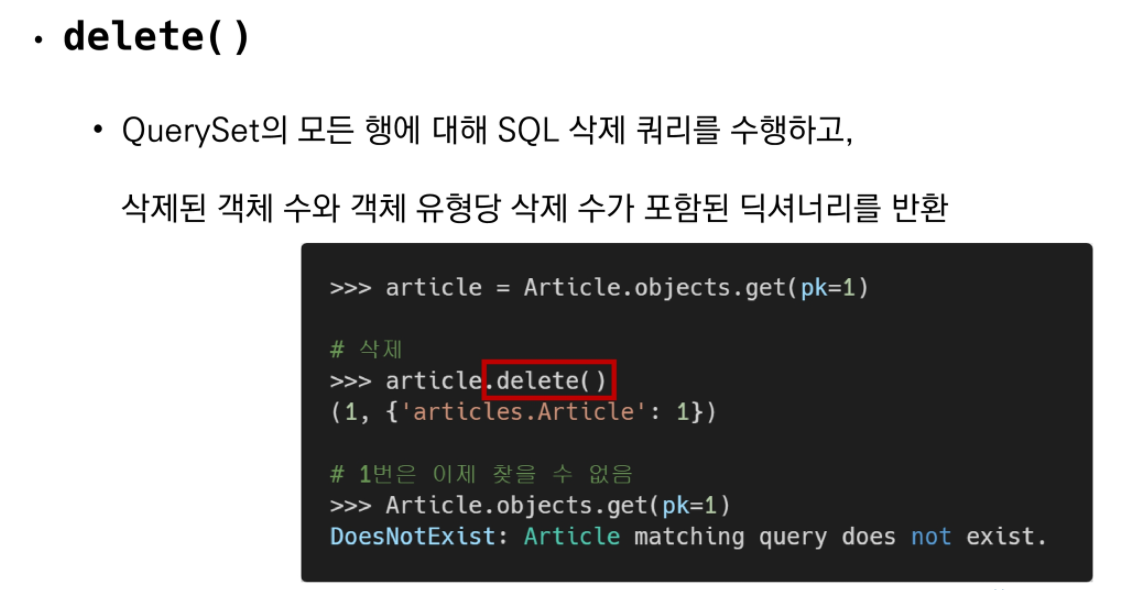 • delete()
• QuerySet의 모든 행에 대해 SQL 삭제 쿼리를 수행하고,
삭제된 객체 수와 객체 유형당 삭제 수가 포함된 딕셔너리를 반환
>>> article = Article.objects.get(pk=1)
# 삭제
>>> article.delete()
(1, {'articles.Article': 1})
# 1번은 이제 찾을 수 없음
>>> Article.objects.get(pk=1)
DoesNotExist: Article matching query does not exist.